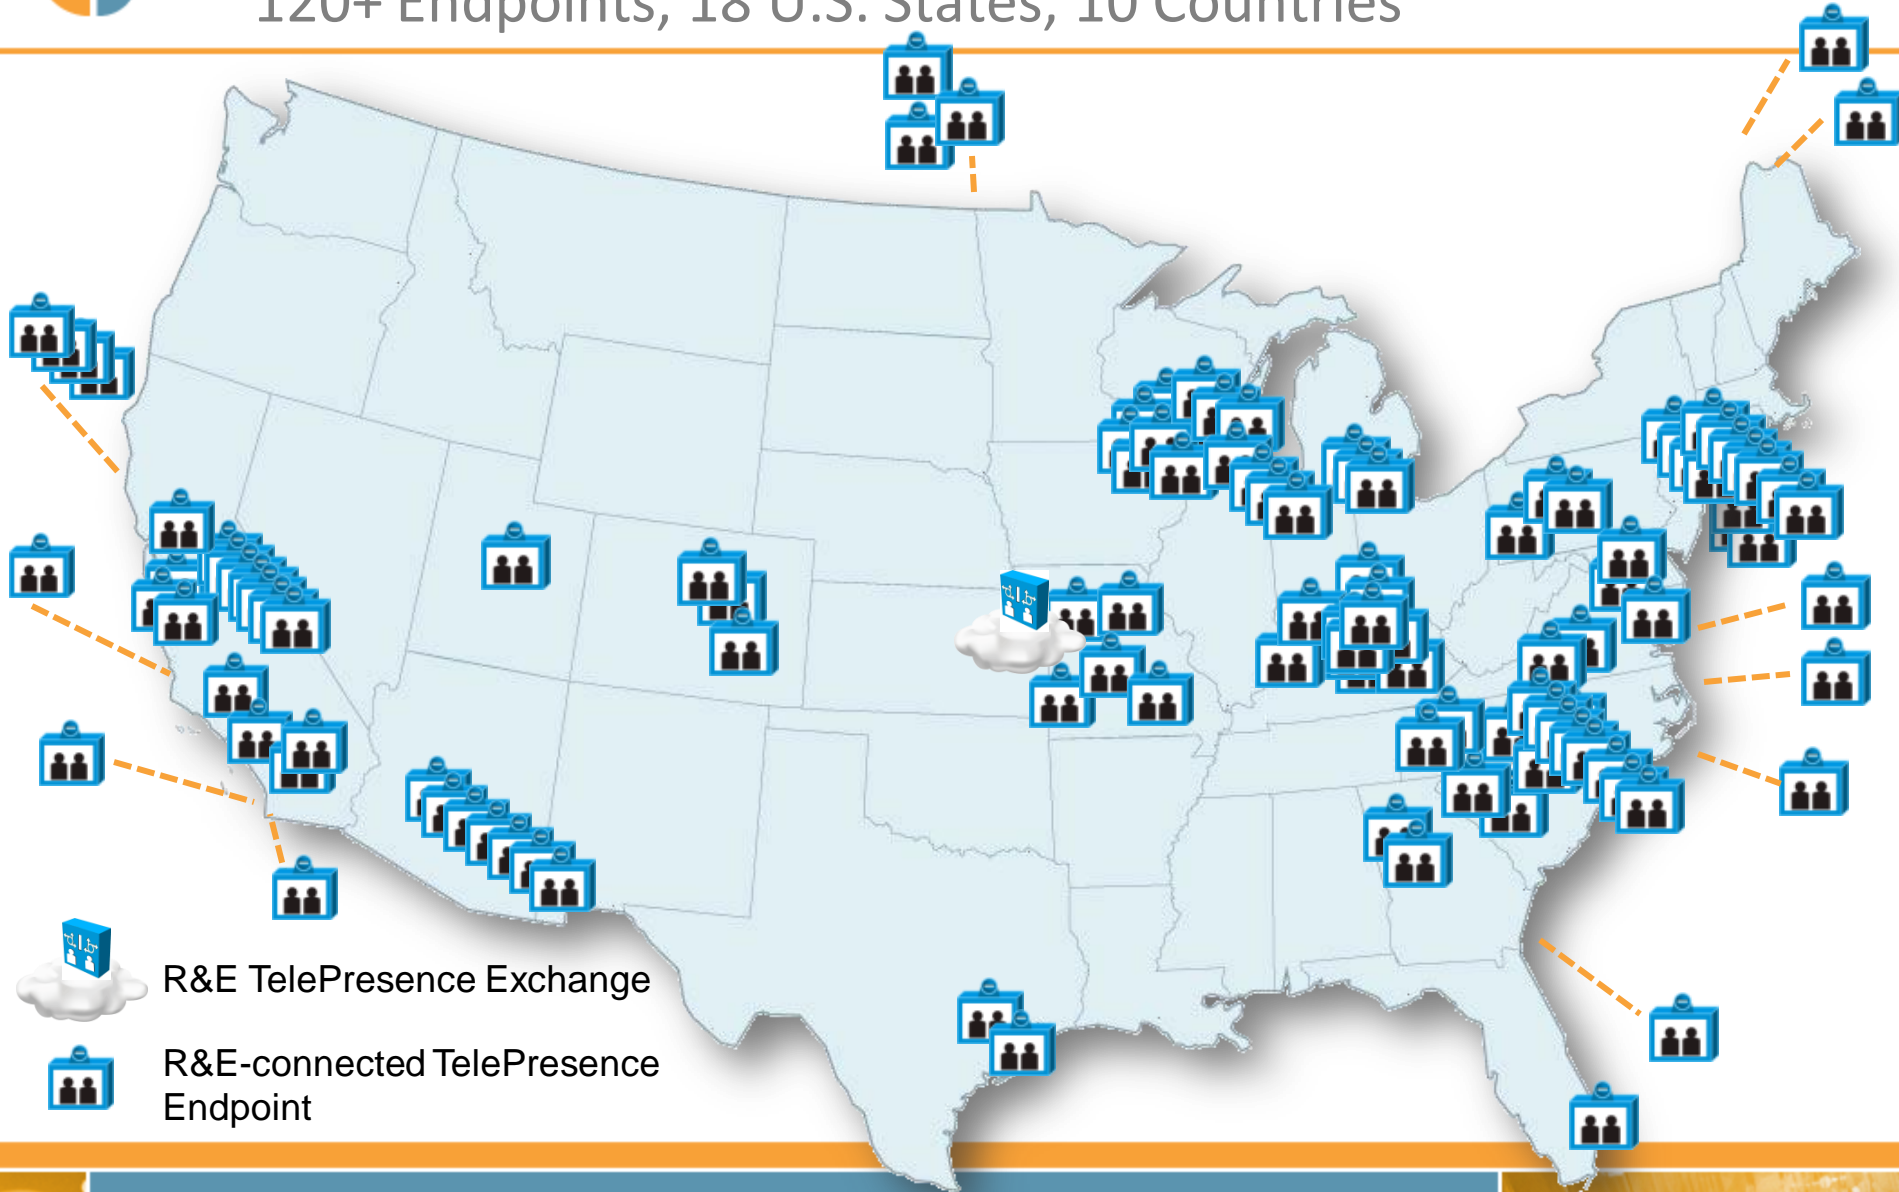 120+ Endpoints, 18 U.S. States, 10 Countries
R&E TelePresence Exchange
R&E-connected TelePresence
Endpoint